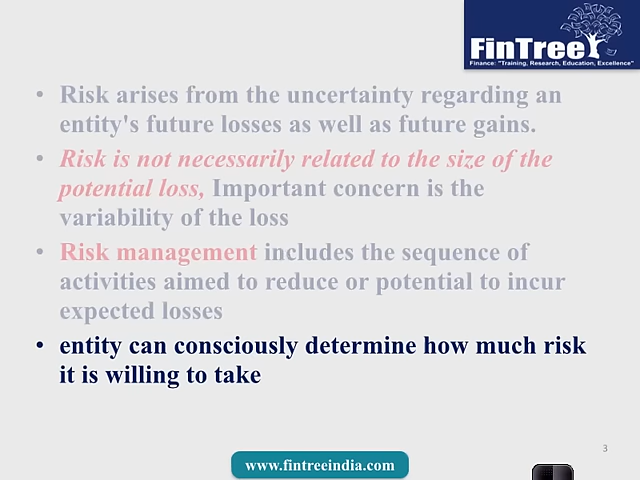 FinTree
Finance: "Training, Research, Education, Excellence"
• Risk arises from the uncertainty regarding an
entity's future losses as well as future gains.
• Risk is not necessarily related to the size of the
potential loss, Important concern is the
variability of the loss
• Risk management includes the sequence of
activities aimed to reduce or potential to incur
expected losses
• entity can consciously determine how much risk
it is willing to take
3
www.fintreeindia.com